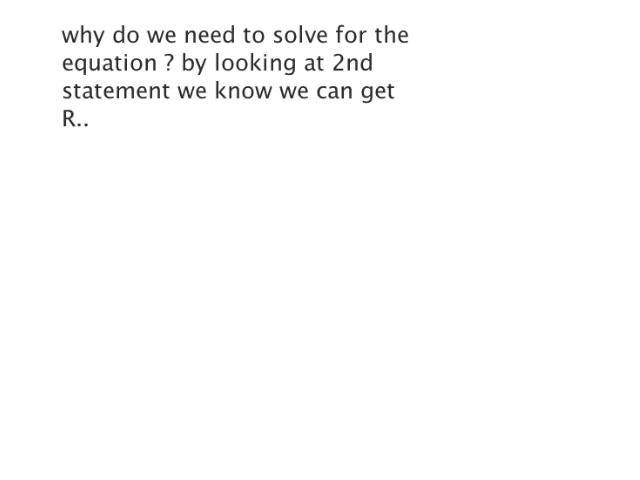 why do we need to solve for the
equation ? by looking at 2nd
statement we know we can get
R..